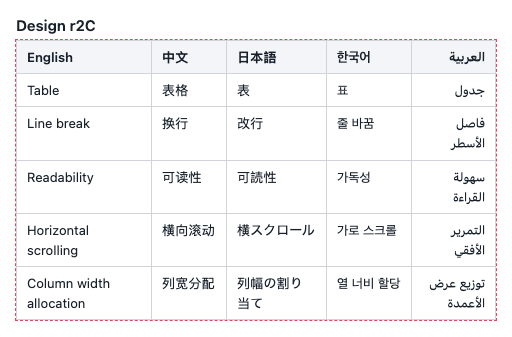 Design r2C
English 中文 日本語 한국어 العربية
Table 表格 表 표 جدول
Line break 换行 改行 줄 바꿈 فاصل الأسطر
Readability 可读性 可読性 가독성 سهولة القراءة
Horizontal scrolling 横向滚动 横スクロール 가로 스크롤 التمرير الأفقي
Column width allocation 列宽分配 列幅の割り当て 열 너비 할당 توزيع عرض الأعمدة